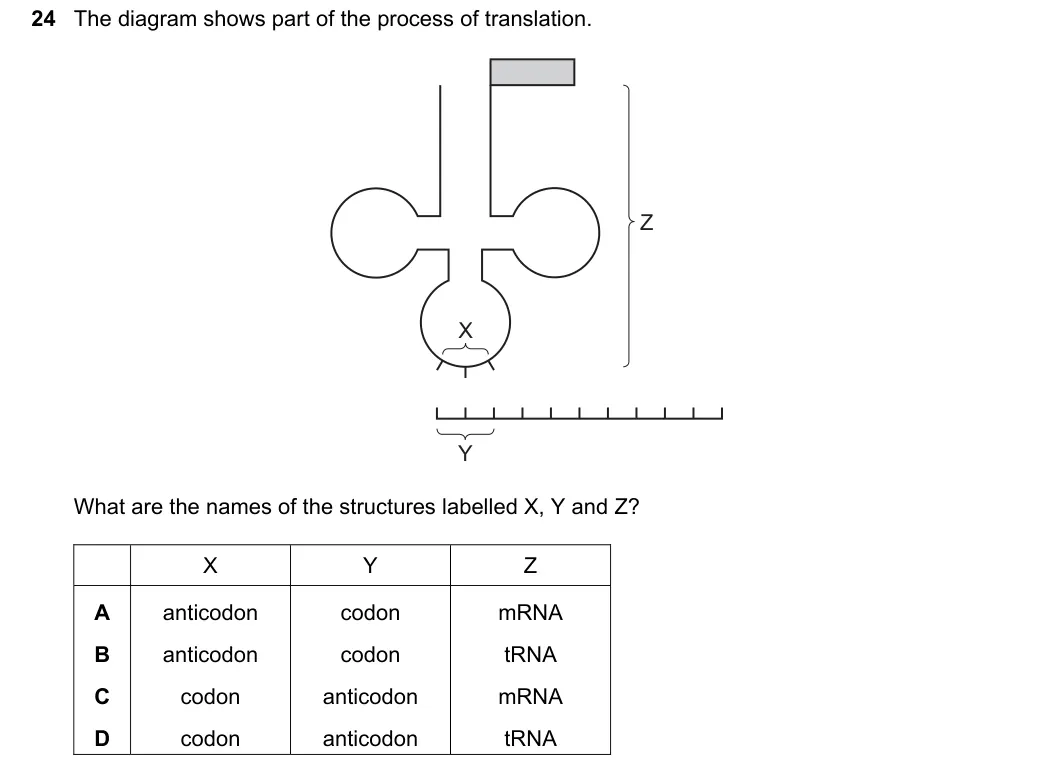 24 The diagram shows part of the process of translation.
Z
X
Y
What are the names of the structures labelled X, Y and Z?
X Y Z
A anticodon codon mRNA
B anticodon codon tRNA
C codon anticodon mRNA
D codon anticodon tRNA